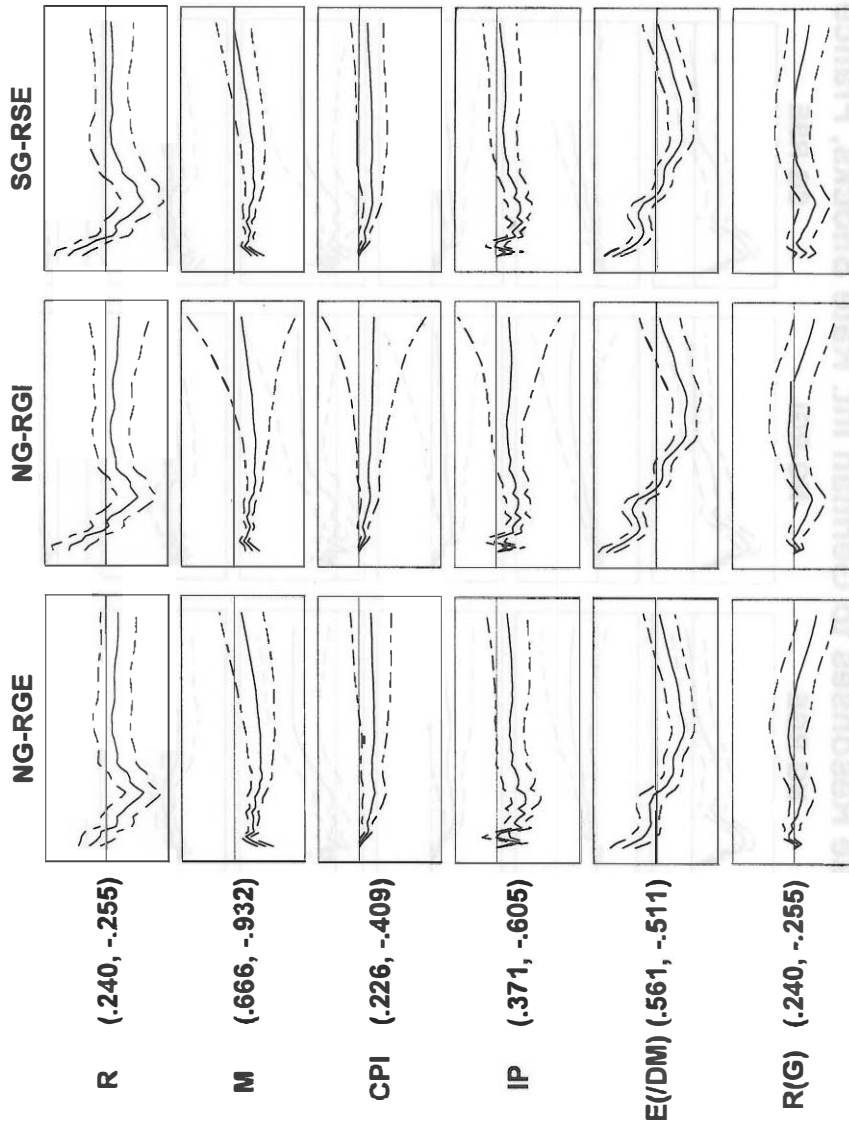 NG-RGE NG-RGI SG-RSE
R (.240, -.255)
M (.666, -.932)
CPI (.226, -.409)
IP (.371, -.605)
E(/DM) (.561, -.511)
R(G) (.240, -.255)